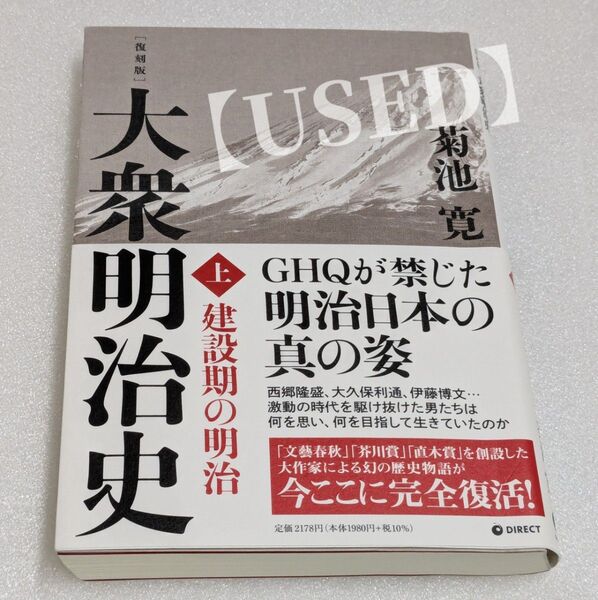 ［復刻版］
大衆明治史
【USED】
菊池 寛
上
建設期の明治
GHQが禁じた
明治日本の
真の姿
西郷隆盛、大久保利通、伊藤博文…
激動の時代を駆け抜けた男たちは
何を思い、何を目指して生きていたのか
「文藝春秋」「芥川賞」「直木賞」を創設した
大作家による幻の歴史物語が
今ここに完全復活!
定価2178円（本体1980円+税10%）
DIRECT